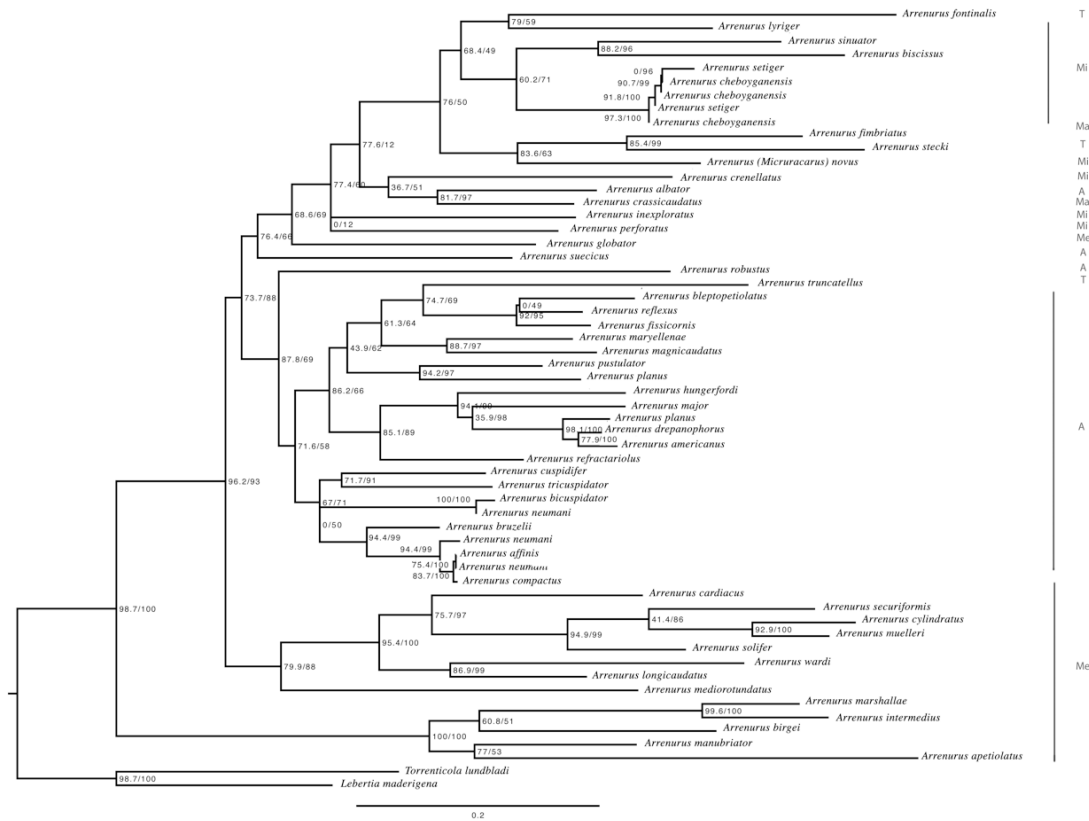 Arrenurus fontinalis T
79/59
Arrenurus lyriger
68.4/49
Arrenurus sinuator
88.2/96
Arrenurus biscissus
0/96
Arrenurus setiger
Mi
60.2/71
90.7/99
Arrenurus cheboyganensis
91.8/100
Arrenurus cheboyganensis
76/50
Arrenurus setiger
97.3/100
Arrenurus cheboyganensis
Ma
Arrenurus fimbriatus
85.4/99
T
77.6/12
Arrenurus stecki
83.6/63
Arrenurus (Micruracarus) novus Mi
Arrenurus crenellatus Mi
77.4/60
36.7/51
Arrenurus albator A
81.7/97
Arrenurus crassicaudatus Ma
68.6/69
Arrenurus inexploratus Mi
0/12
Arrenurus perforatus Mi
76.4/66
Arrenurus globator Me
Arrenurus suecicus A
Arrenurus robustus A
Arrenurus truncatellus T
73.7/88
74.7/69
Arrenurus bleptopetiolatus
0/49
Arrenurus reflexus
92/95
61.3/64
Arrenurus fissicornis
Arrenurus maryellenae
43.9/62
88.7/97
Arrenurus magnicaudatus
87.8/69
Arrenurus pustulator
94.2/97
Arrenurus planus
86.2/66
Arrenurus hungerfordi
Arrenurus major
35.9/98
Arrenurus planus
A
98.1/100
Arrenurus drepanophorus
85.1/89
77.9/100
Arrenurus americanus
71.6/58
Arrenurus refractariolus
Arrenurus cuspidifer
71.7/91
96.2/93
Arrenurus tricuspidator
100/100
Arrenurus bicuspidator
67/71
Arrenurus neumani
0/50
Arrenurus bruzelii
94.4/99
Arrenurus neumani
94.4/99
Arrenurus affinis
75.4/100
Arrenurus
83.7/100
Arrenurus compactus
Arrenurus cardiacus
98.7/100
75.7/97
Arrenurus securiformis
41.4/86
Arrenurus cylindratus
92.9/100
94.9/99
Arrenurus muelleri
95.4/100
Arrenurus solifer
79.9/88
Arrenurus wardi
Me
86.9/99
Arrenurus longicaudatus
Arrenurus mediorotundatus
Arrenurus marshallae
99.6/100
60.8/51
Arrenurus intermedius
Arrenurus birgei
100/100
Arrenurus manubriator
77/53
Arrenurus apetiolatus
Torrenticola lundbladi
98.7/100
Lebertia maderigena
0.2